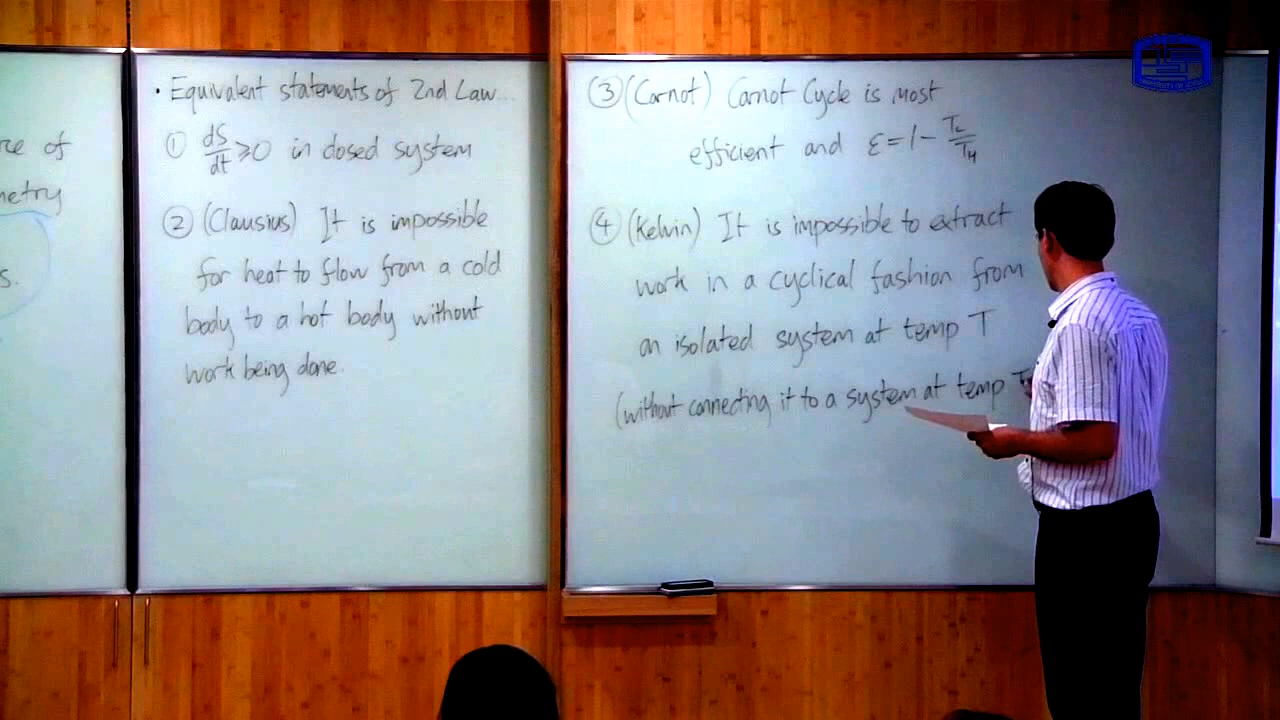 ce of
metry
s.
• Equivalent statements of 2nd Law...
① dS/dt ≥ 0 in closed system
② (Clausius) It is impossible
for heat to flow from a cold
body to a hot body without
work being done.
③ (Carnot) Carnot Cycle is most
efficient and ε = 1 - T_L/T_H
④ (Kelvin) It is impossible to extract
work in a cyclical fashion from
an isolated system at temp T
(without connecting it to a system at temp T